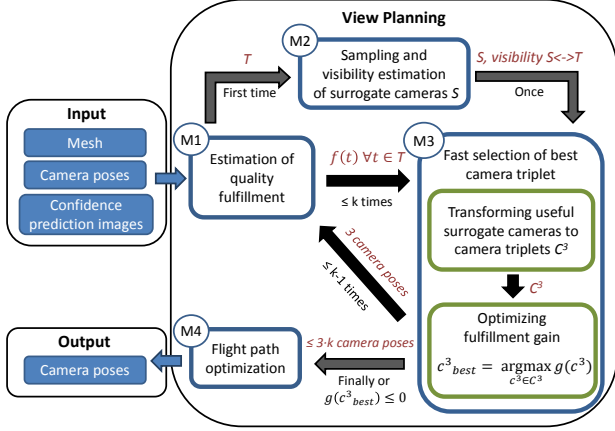 View Planning
Input
Mesh
Camera poses
Confidence
prediction images
M1
Estimation of
quality
fulfillment
T
First time
M2
Sampling and
visibility estimation
of surrogate cameras S
S, visibility S<->T
Once
f(t) ∀t ∈ T
≤ k times
M3
Fast selection of best
camera triplet
Transforming useful
surrogate cameras to
camera triplets C³
C³
Optimizing
fulfillment gain
c³best = argmax g(c³)
c³∈C³
3 camera poses
≤ k-1 times
≤ 3·k camera poses
Finally or
g(c³best) ≤ 0
M4
Flight path
optimization
Output
Camera poses